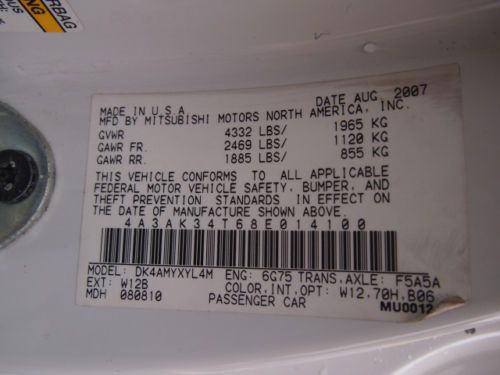 AIRBAG
WARNING
MADE IN U.S.A
DATE AUG, 2007
MFD BY MITSUBISHI MOTORS NORTH AMERICA, INC.
GVWR 4332 LBS/ 1965 KG
GAWR FR. 2469 LBS/ 1120 KG
GAWR RR. 1885 LBS/ 855 KG
THIS VEHICLE CONFORMS TO ALL APPLICABLE
FEDERAL MOTOR VEHICLE SAFETY, BUMPER, AND
THEFT PREVENTION STANDARDS IN EFFECT ON
THE DATE OF MANUFACTURE SHOWN ABOVE.
4A3AK34T68E014100
MODEL: DK4AMYXYL4M ENG: 6G75 TRANS,AXLE: F5A5A
EXT: W12B COLOR,INT,OPT: W12,70H,B06
MDH 080810 PASSENGER CAR MU0012